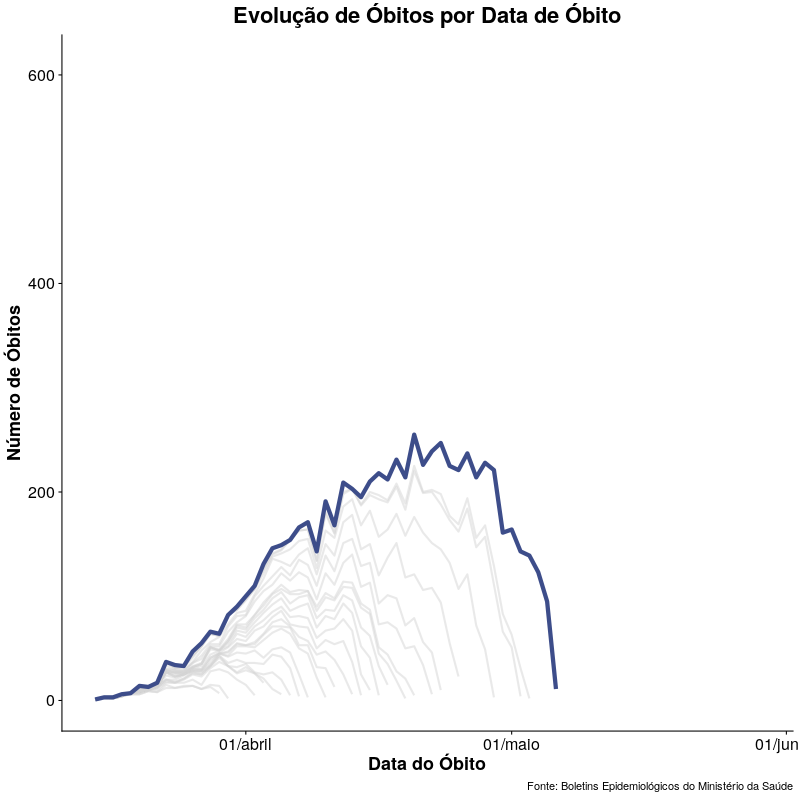 Evolução de Óbitos por Data de Óbito
Número de Óbitos
600
400
200
0
01/abril
01/maio
01/jun
Data do Óbito
Fonte: Boletins Epidemiológicos do Ministério da Saúde